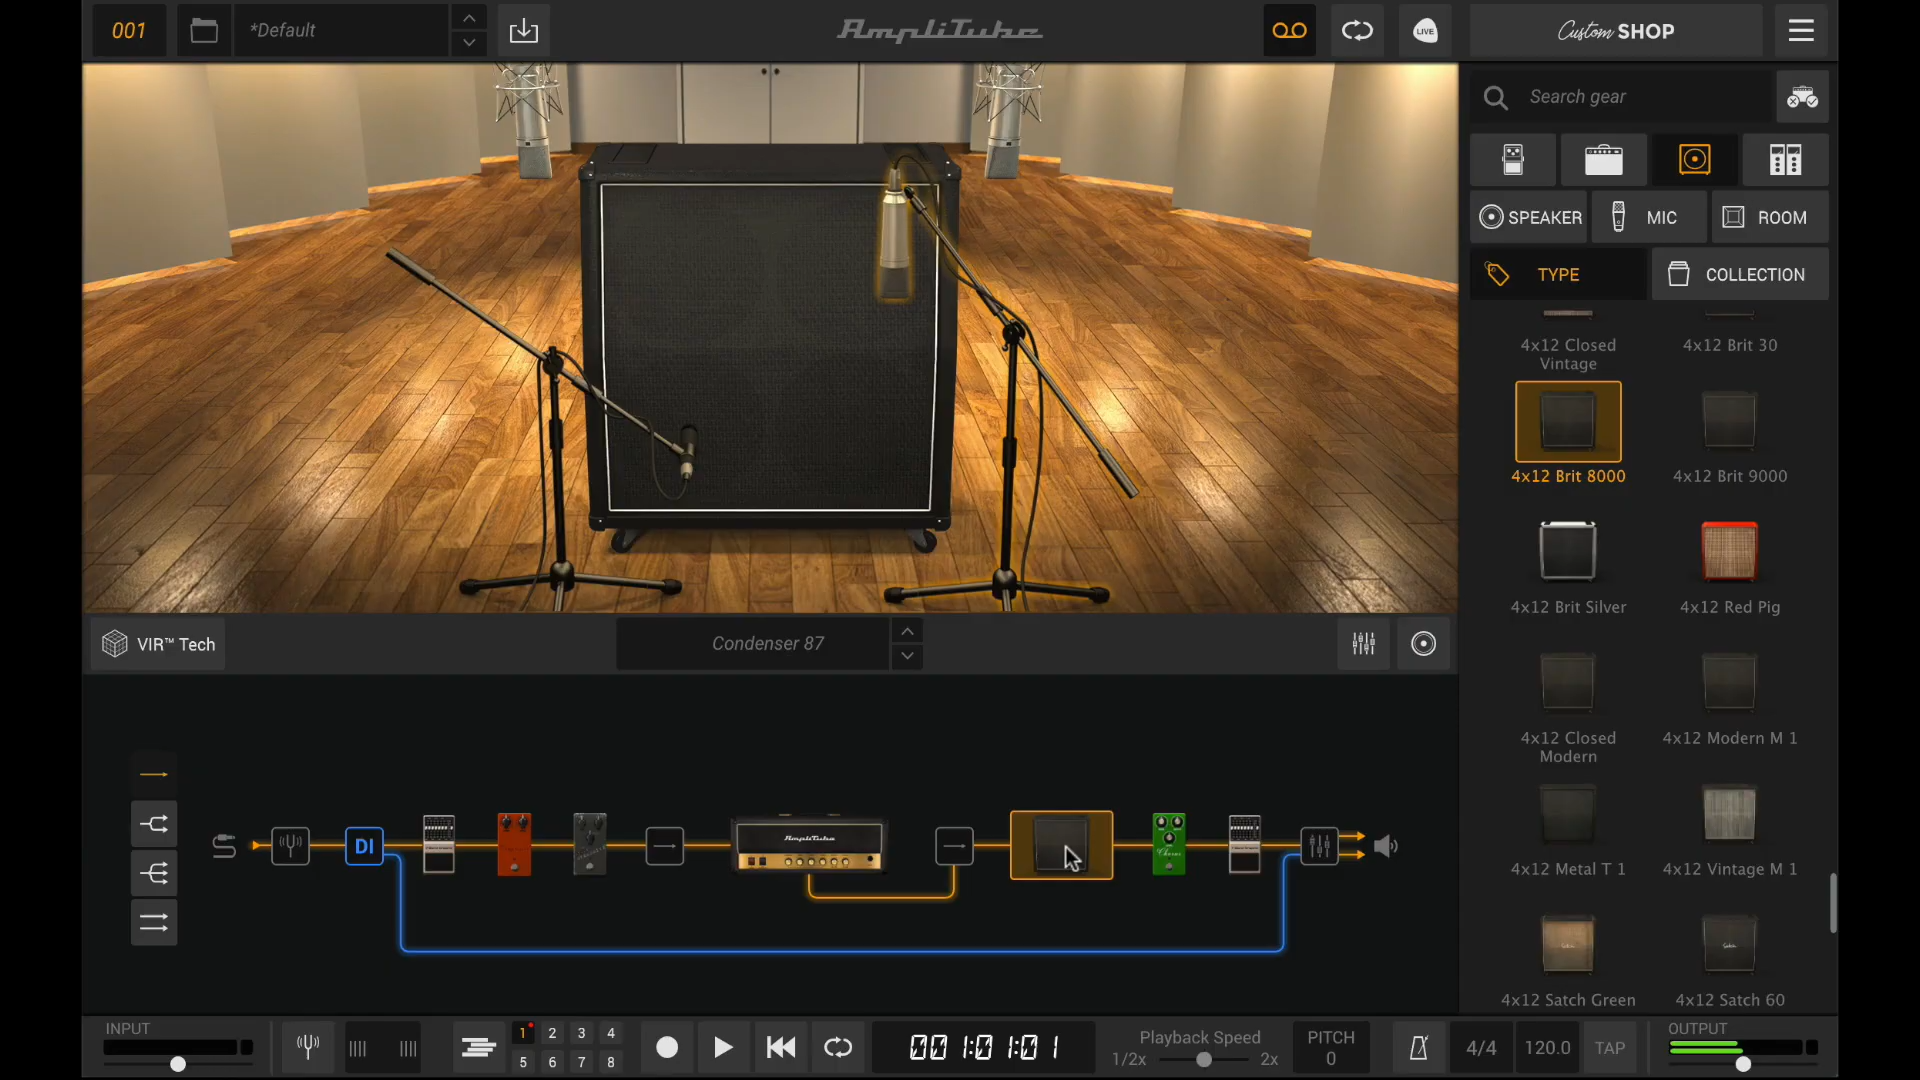 001
*Default
AmpliTube
LIVE
Custom SHOP
Search gear
SPEAKER
MIC
ROOM
TYPE
COLLECTION
4x12 Closed
Vintage
4x12 Brit 30
4x12 Brit 8000
4x12 Brit 9000
4x12 Brit Silver
4x12 Red Pig
4x12 Closed
Modern
4x12 Modern M 1
4x12 Metal T 1
4x12 Vintage M 1
4x12 Satch Green
4x12 Satch 60
VIR™ Tech
Condenser 87
DI
AmpliTube
Chorus
INPUT
1 2 3 4
5 6 7 8
00 1:0 1:0 1
Playback Speed
1/2x
2x
PITCH
0
4/4
120.0
TAP
OUTPUT